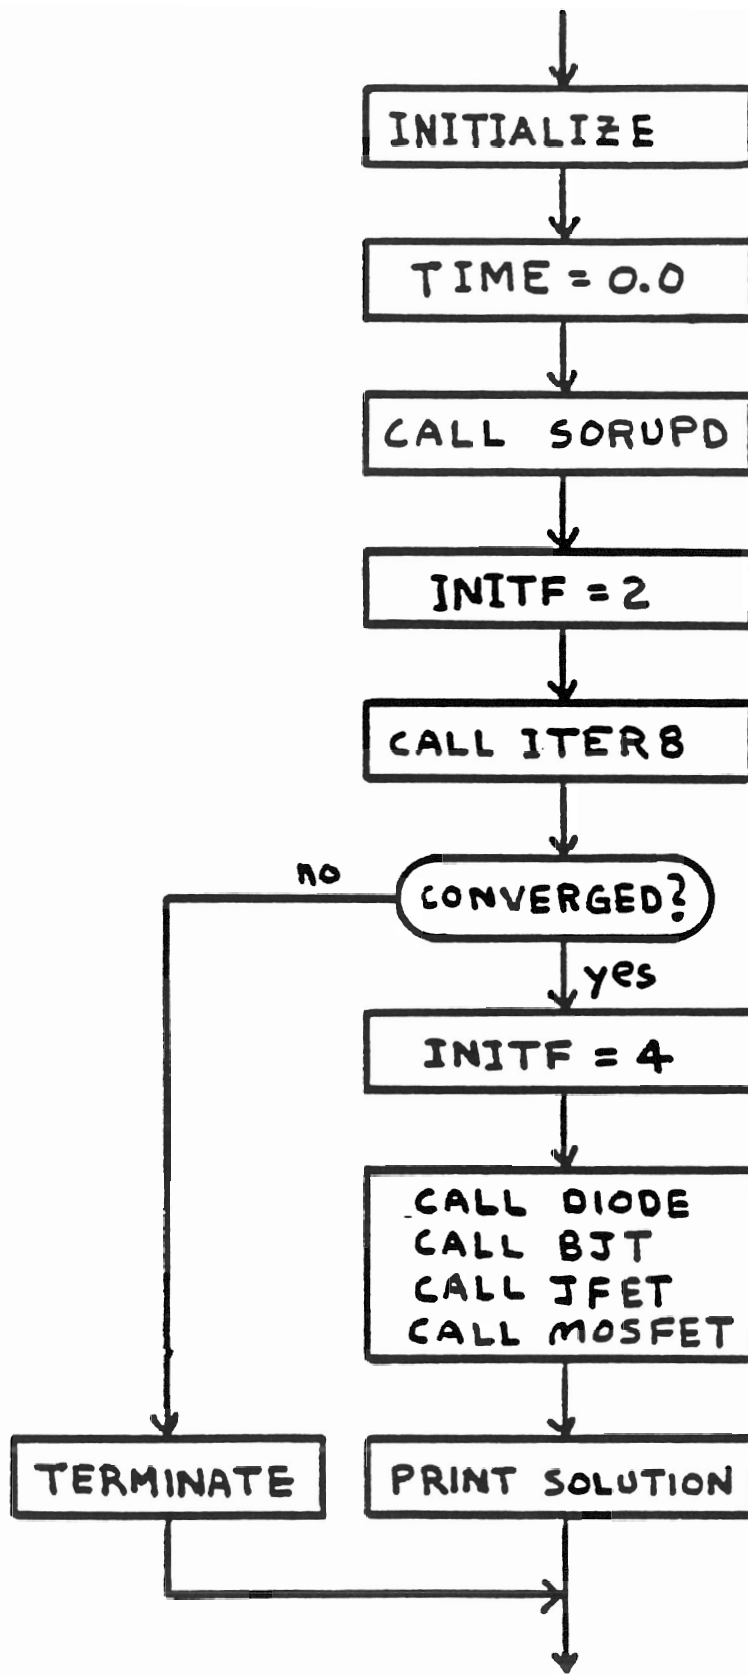 INITIALIZE
TIME = 0.0
CALL SORUPD
INITF = 2
CALL ITER8
no
CONVERGED?
yes
INITF = 4
CALL DIODE
CALL BJT
CALL JFET
CALL MOSFET
TERMINATE
PRINT SOLUTION